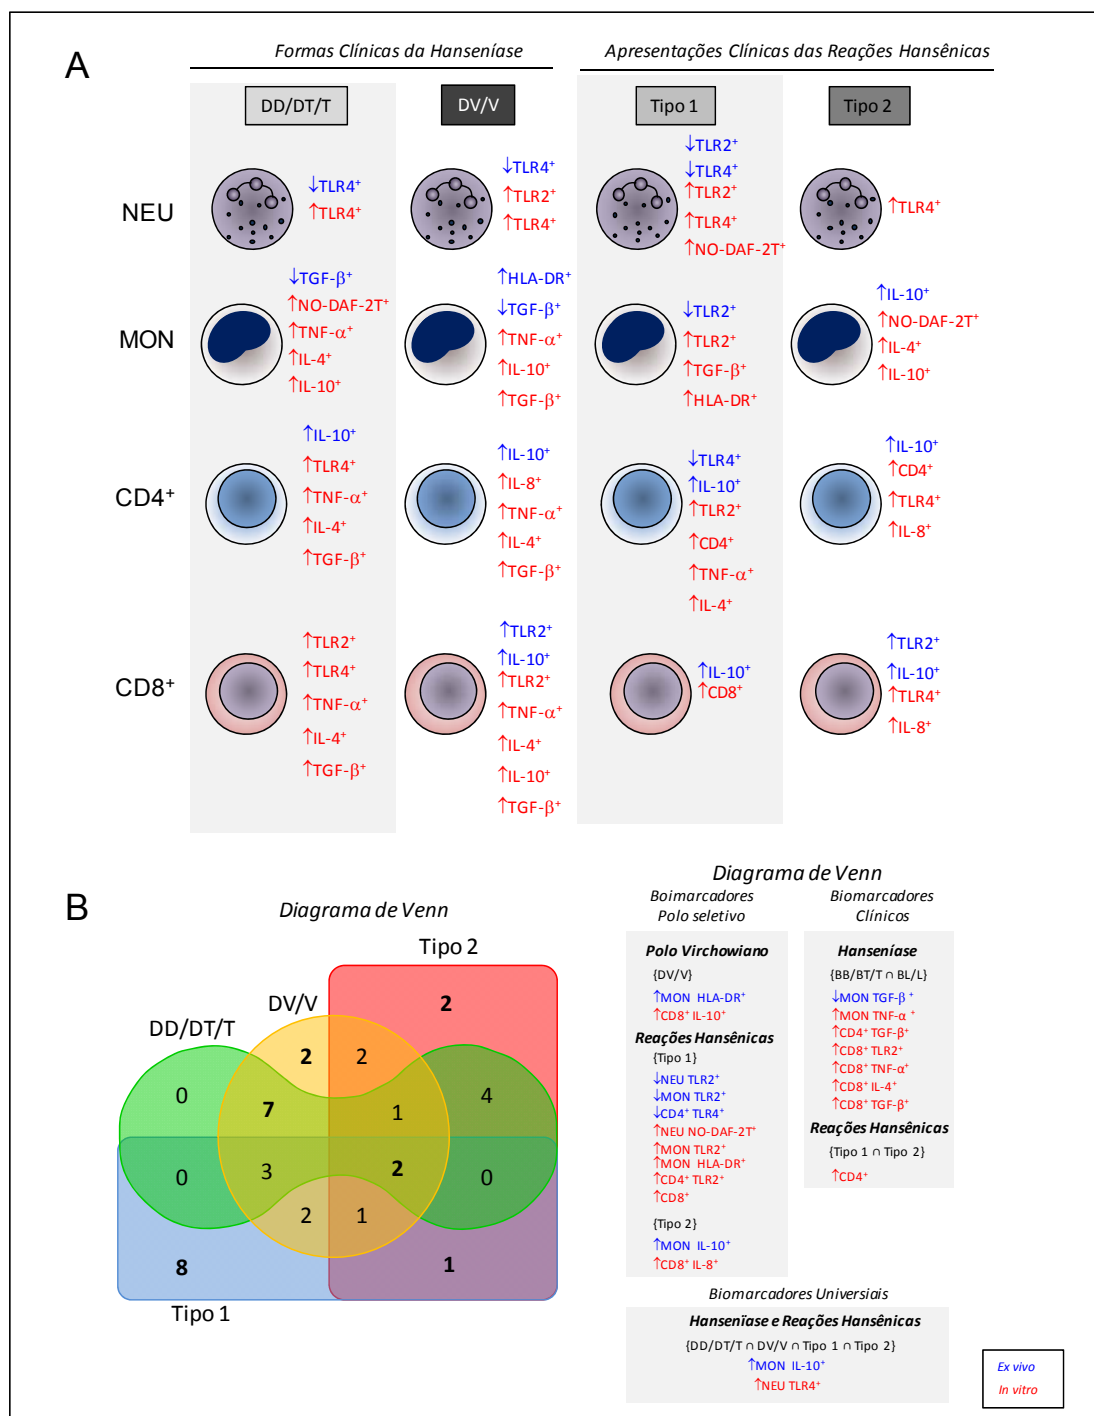 A
Formas Clínicas da Hanseníase
Apresentações Clínicas das Reações Hansênicas
DD/DT/T
DV/V
Tipo 1
Tipo 2
NEU
↓TLR4⁺
↑TLR4⁺
↓TLR4⁺
↑TLR2⁺
↑TLR4⁺
↓TLR2⁺
↓TLR4⁺
↑TLR2⁺
↑TLR4⁺
↑NO-DAF-2T⁺
↑TLR4⁺
MON
↓TGF-β⁺
↑NO-DAF-2T⁺
↑TNF-α⁺
↑IL-4⁺
↑IL-10⁺
↑HLA-DR⁺
↓TGF-β⁺
↑TNF-α⁺
↑IL-10⁺
↑TGF-β⁺
↓TLR2⁺
↑TLR2⁺
↑TGF-β⁺
↑HLA-DR⁺
↑IL-10⁺
↑NO-DAF-2T⁺
↑IL-4⁺
↑IL-10⁺
CD4⁺
↑IL-10⁺
↑TLR4⁺
↑TNF-α⁺
↑IL-4⁺
↑TGF-β⁺
↑IL-10⁺
↑IL-8⁺
↑TNF-α⁺
↑IL-4⁺
↑TGF-β⁺
↓TLR4⁺
↑IL-10⁺
↑TLR2⁺
↑CD4⁺
↑TNF-α⁺
↑IL-4⁺
↑IL-10⁺
↑CD4⁺
↑TLR4⁺
↑IL-8⁺
CD8⁺
↑TLR2⁺
↑TLR4⁺
↑TNF-α⁺
↑IL-4⁺
↑TGF-β⁺
↑TLR2⁺
↑IL-10⁺
↑TLR2⁺
↑TNF-α⁺
↑IL-4⁺
↑IL-10⁺
↑TGF-β⁺
↑IL-10⁺
↑CD8⁺
↑TLR2⁺
↑IL-10⁺
↑TLR4⁺
↑IL-8⁺
B
Diagrama de Venn
Tipo 2
DV/V
DD/DT/T
2
2
2
0
7
1
4
0
3
2
0
2
1
8
1
Tipo 1
Diagrama de Venn
Boimarcadores
Polo seletivo
Polo Virchowiano
{DV/V}
↑MON HLA-DR⁺
↑CD8⁺ IL-10⁺
Reações Hansênicas
{Tipo 1}
↓NEU TLR2⁺
↓MON TLR2⁺
↓CD4⁺ TLR4⁺
↑NEU NO-DAF-2T⁺
↑MON TLR2⁺
↑MON HLA-DR⁺
↑CD4⁺ TLR2⁺
↑CD8⁺
{Tipo 2}
↑MON IL-10⁺
↑CD8⁺ IL-8⁺
Biomarcadores
Clínicos
Hanseníase
{BB/BT/T ∩ BL/L}
↓MON TGF-β ⁺
↑MON TNF-α ⁺
↑CD4⁺ TGF-β⁺
↑CD8⁺ TLR2⁺
↑CD8⁺ TNF-α⁺
↑CD8⁺ IL-4⁺
↑CD8⁺ TGF-β⁺
Reações Hansênicas
{Tipo 1 ∩ Tipo 2}
↑CD4⁺
Biomarcadores Universiais
Hansenïase e Reações Hansênicas
{DD/DT/T ∩ DV/V ∩ Tipo 1 ∩ Tipo 2}
↑MON IL-10⁺
↑NEU TLR4⁺
Ex vivo
In vitro